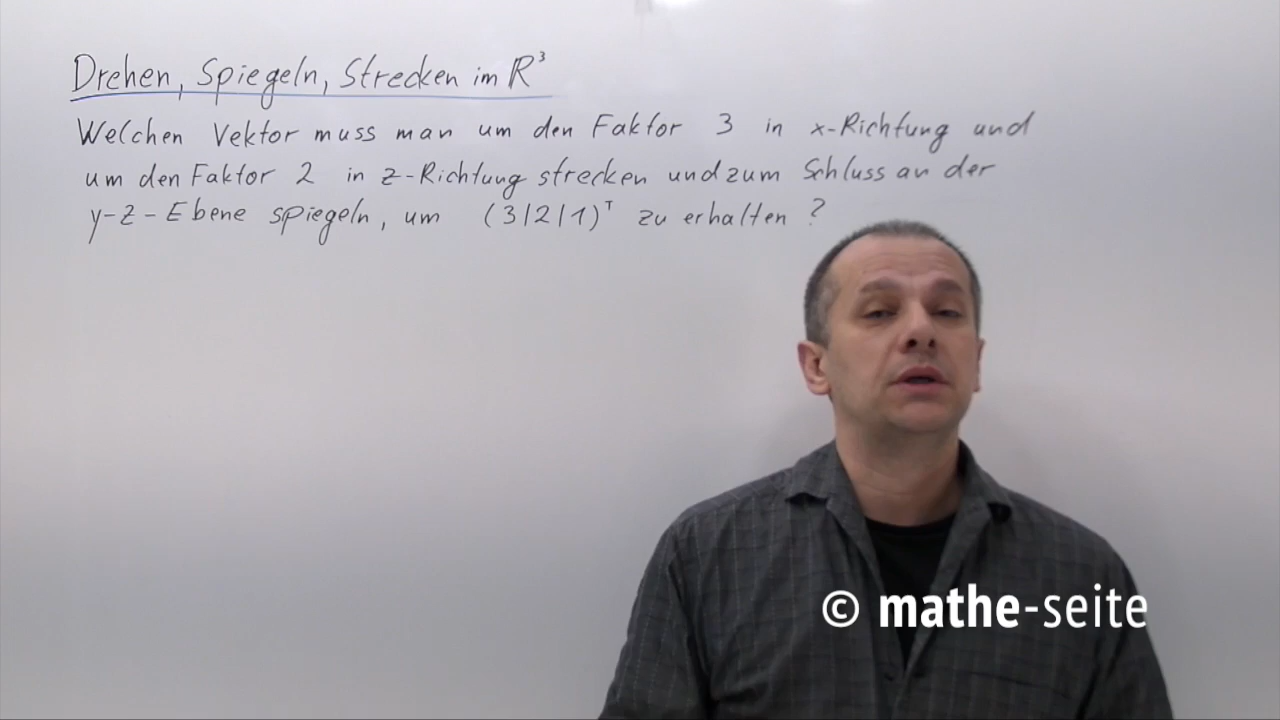 Drehen, Spiegeln, Strecken im ℝ³
Welchen Vektor muss man um den Faktor 3 in x-Richtung und
um den Faktor 2 in z-Richtung strecken und zum Schluss an der
y-z-Ebene spiegeln, um (3/2/1)ᵀ zu erhalten?
© mathe-seite